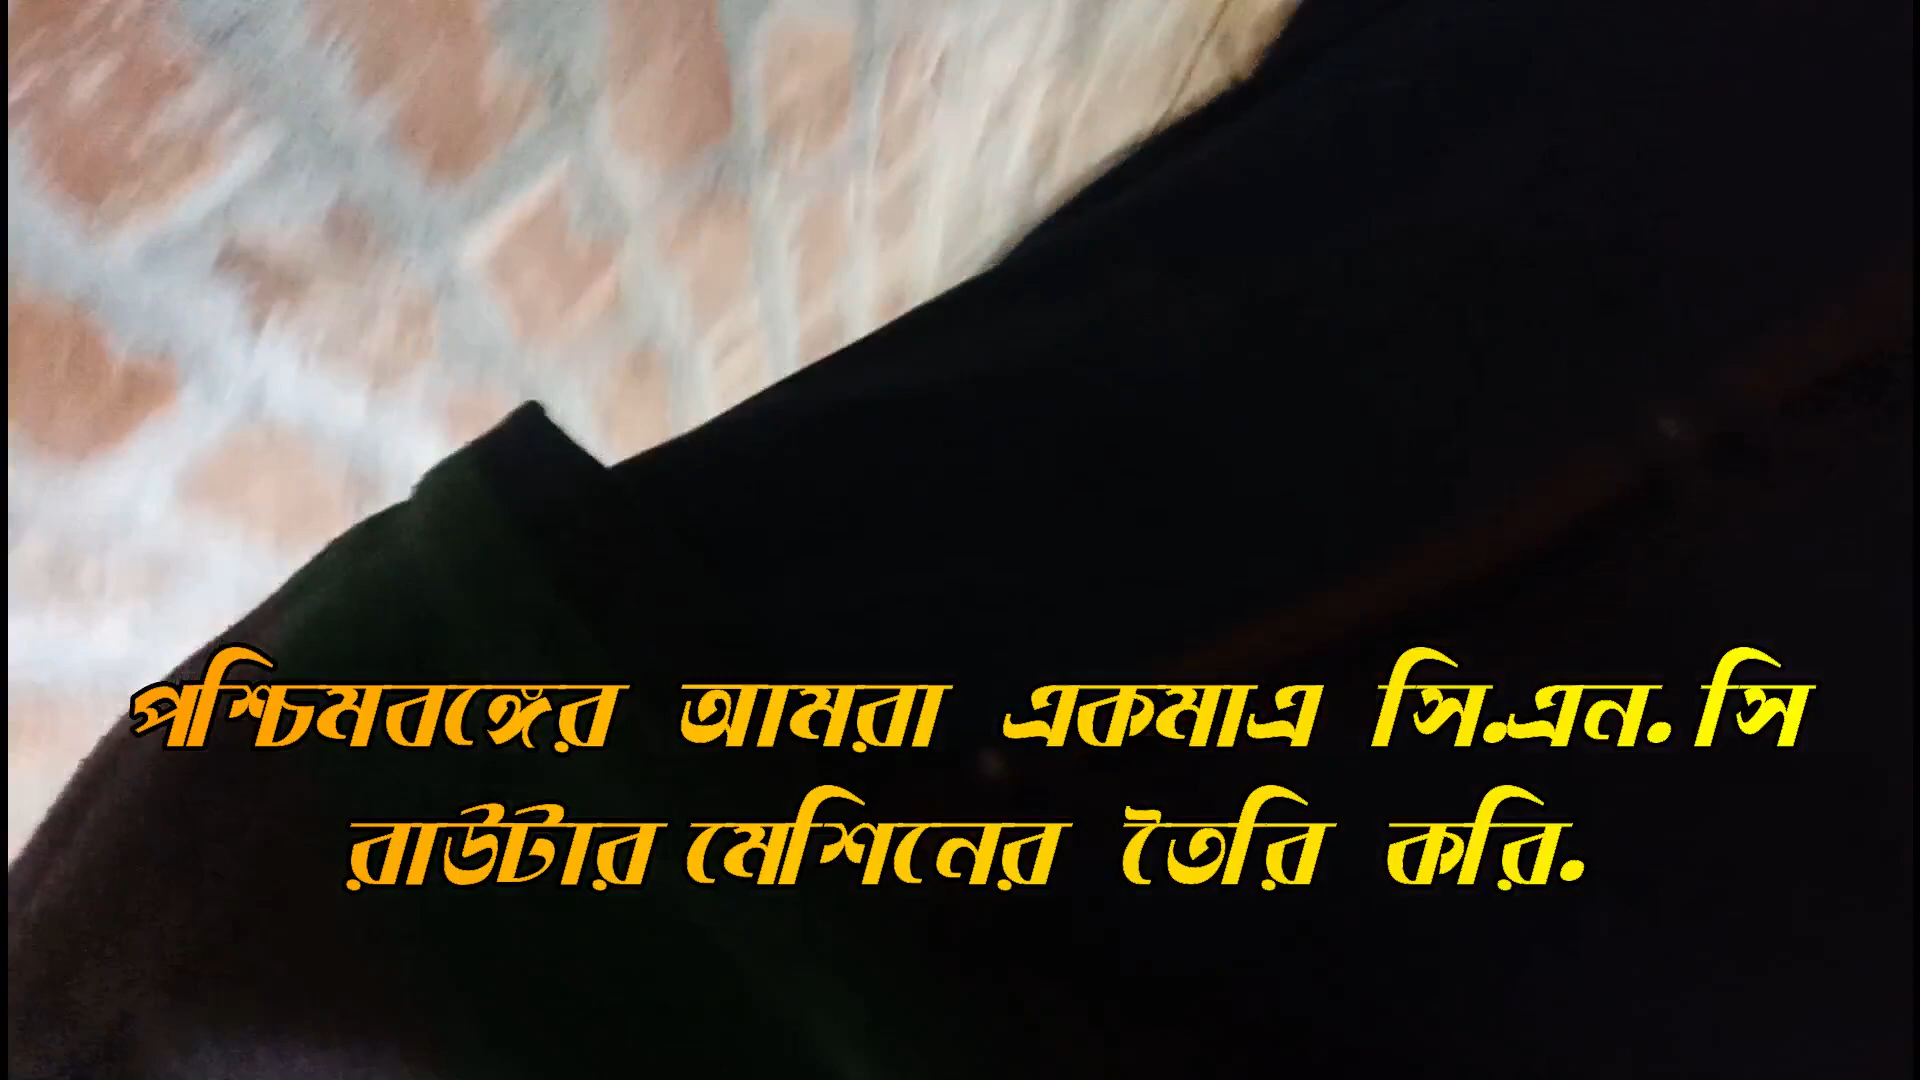 পশ্চিমবঙ্গের আমরা একমাএ সি.এন. সি
রাউটার মেশিনের তৈরি করি.